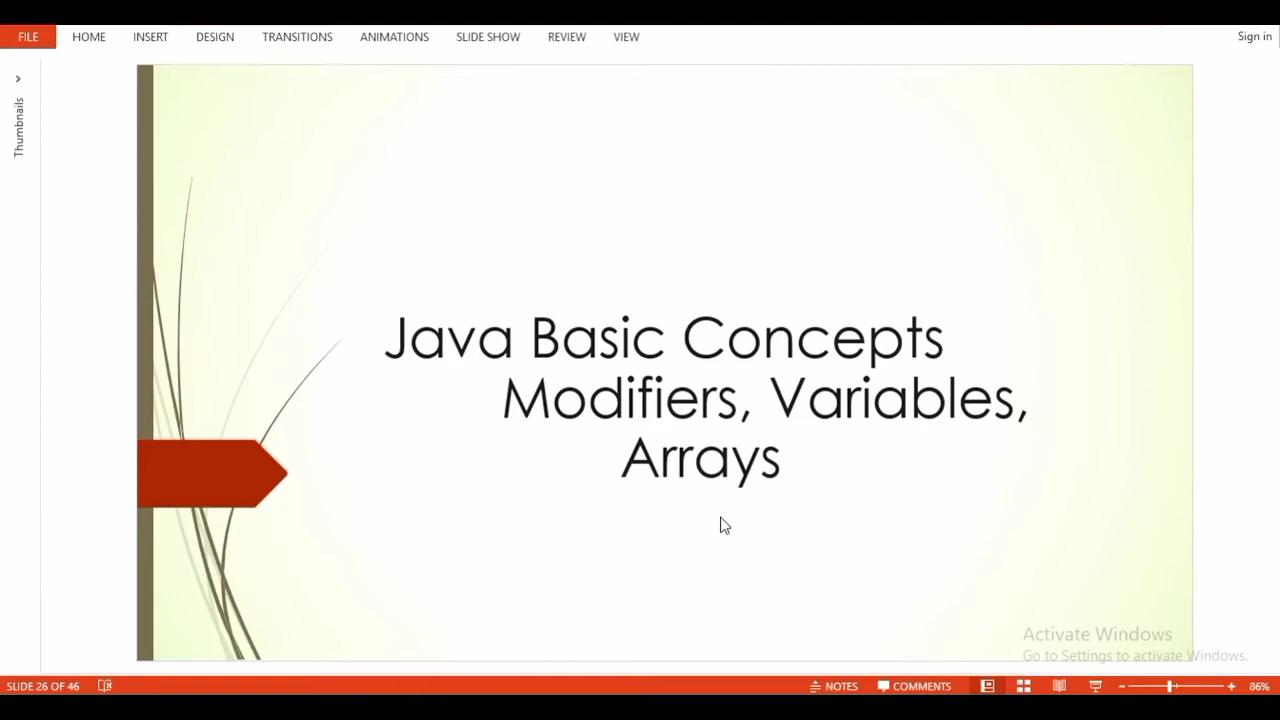 FILE HOME INSERT DESIGN TRANSITIONS ANIMATIONS SLIDE SHOW REVIEW VIEW Sign in
Thumbnails
Java Basic Concepts
Modifiers, Variables,
Arrays
Activate Windows
Go to Settings to activate Windows.
SLIDE 26 OF 46 NOTES COMMENTS 86%